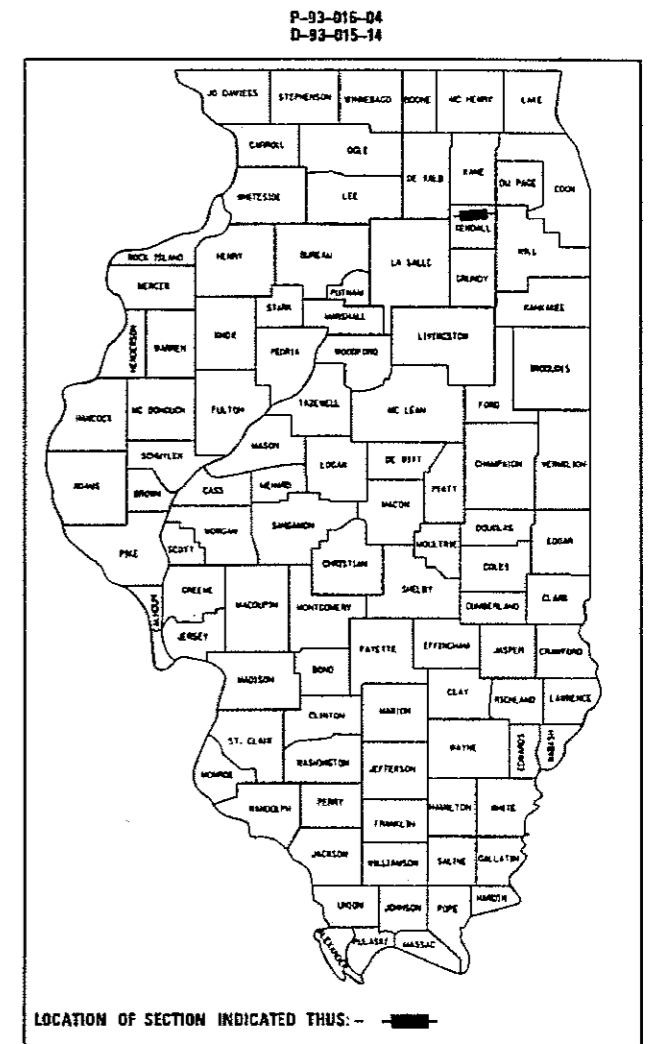 P-93-016-04
D-93-015-14
JO DAVIESS
STEPHENSON
WINNEBAGO
BOONE
MC HENRY
LAKE
CARROLL
OGLE
DE KALB
KANE
DU PAGE
COOK
WHITESIDE
LEE
KENDALL
WILL
ROCK ISLAND
HENRY
BUREAU
LA SALLE
GRUNDY
MERCER
PUTNAM
KANKAKEE
STARK
MARSHALL
HENDERSON
WARREN
KNOX
PEORIA
WOODFORD
LIVINGSTON
IROQUOIS
HANCOCK
MC DONOUGH
FULTON
TAZEWELL
MC LEAN
FORD
SCHUYLER
MASON
LOGAN
DE WITT
CHAMPAIGN
VERMILION
ADAMS
BROWN
CASS
MENARD
MACON
PIATT
PIKE
SCOTT
MORGAN
SANGAMON
CHRISTIAN
MOULTRIE
DOUGLAS
EDGAR
COLES
GREENE
MACOUPIN
MONTGOMERY
SHELBY
CUMBERLAND
CLARK
CALHOUN
JERSEY
FAYETTE
EFFINGHAM
JASPER
CRAWFORD
MADISON
BOND
CLAY
RICHLAND
LAWRENCE
CLINTON
MARION
ST. CLAIR
WAYNE
EDWARDS
WABASH
MONROE
WASHINGTON
JEFFERSON
RANDOLPH
PERRY
HAMILTON
WHITE
FRANKLIN
JACKSON
WILLIAMSON
SALINE
GALLATIN
UNION
JOHNSON
POPE
HARDIN
ALEXANDER
PULASKI
MASSAC
LOCATION OF SECTION INDICATED THUS: -